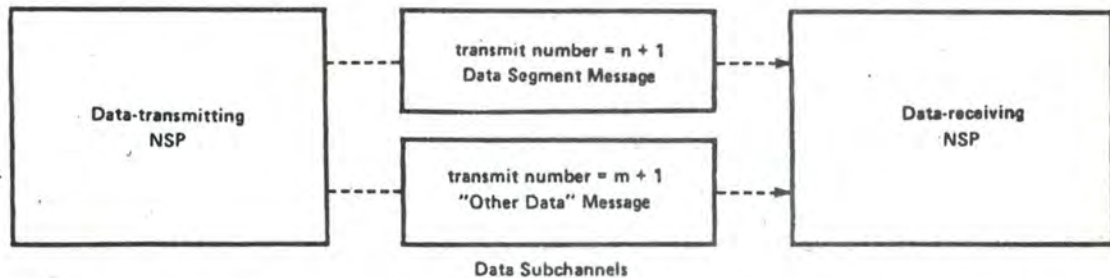 Data-transmitting
NSP
transmit number = n + 1
Data Segment Message
transmit number = m + 1
"Other Data" Message
Data-receiving
NSP
Data Subchannels